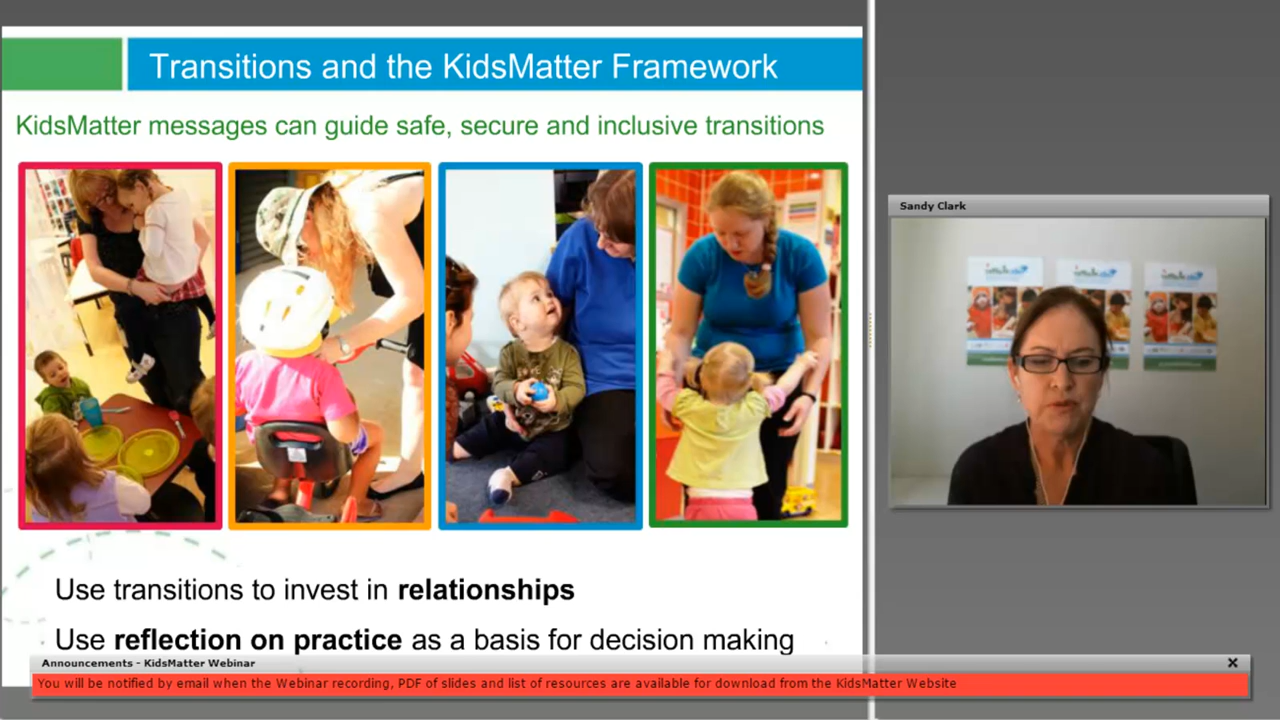 Transitions and the KidsMatter Framework
KidsMatter messages can guide safe, secure and inclusive transitions
Sandy Clark
Use transitions to invest in relationships
Use reflection on practice as a basis for decision making
Announcements - KidsMatter Webinar
You will be notified by email when the Webinar recording, PDF of slides and list of resources are available for download from the KidsMatter Website